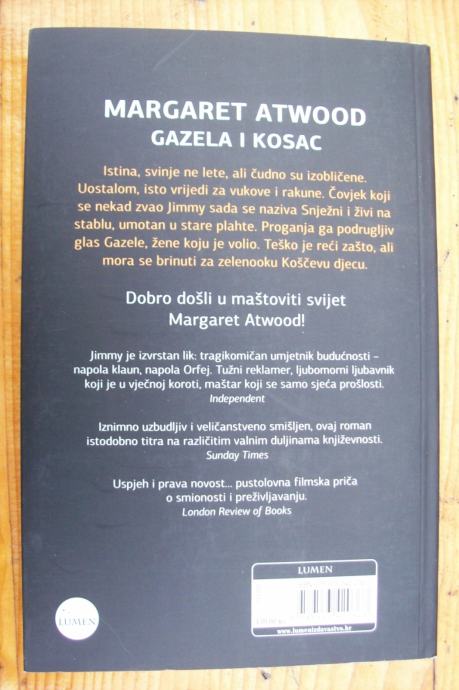 MARGARET ATWOOD
GAZELA I KOSAC
Istina, svinje ne lete, ali čudno su izobličene.
Uostalom, isto vrijedi za vukove i rakune. Čovjek koji
se nekad zvao Jimmy sada se naziva Snježni i živi na
stablu, umotan u stare plahte. Proganja ga podrugljiv
glas Gazele, žene koju je volio. Teško je reći zašto, ali
mora se brinuti za zelenooku Koščevu djecu.
Dobro došli u maštoviti svijet
Margaret Atwood!
Jimmy je izvrstan lik: tragikomičan umjetnik budućnosti –
napola klaun, napola Orfej. Tužni reklamer, ljubomorni ljubavnik
koji je u vječnoj koroti, maštar koji se samo sjeća prošlosti.
Independent
Iznimno uzbudljiv i veličanstveno smišljen, ovaj roman
istodobno titra na različitim valnim duljinama književnosti.
Sunday Times
Uspjeh i prava novost... pustolovna filmska priča
o smionosti i preživljavanju.
London Review of Books
LUMEN
www.lumenizdavastvo.hr
LUMEN